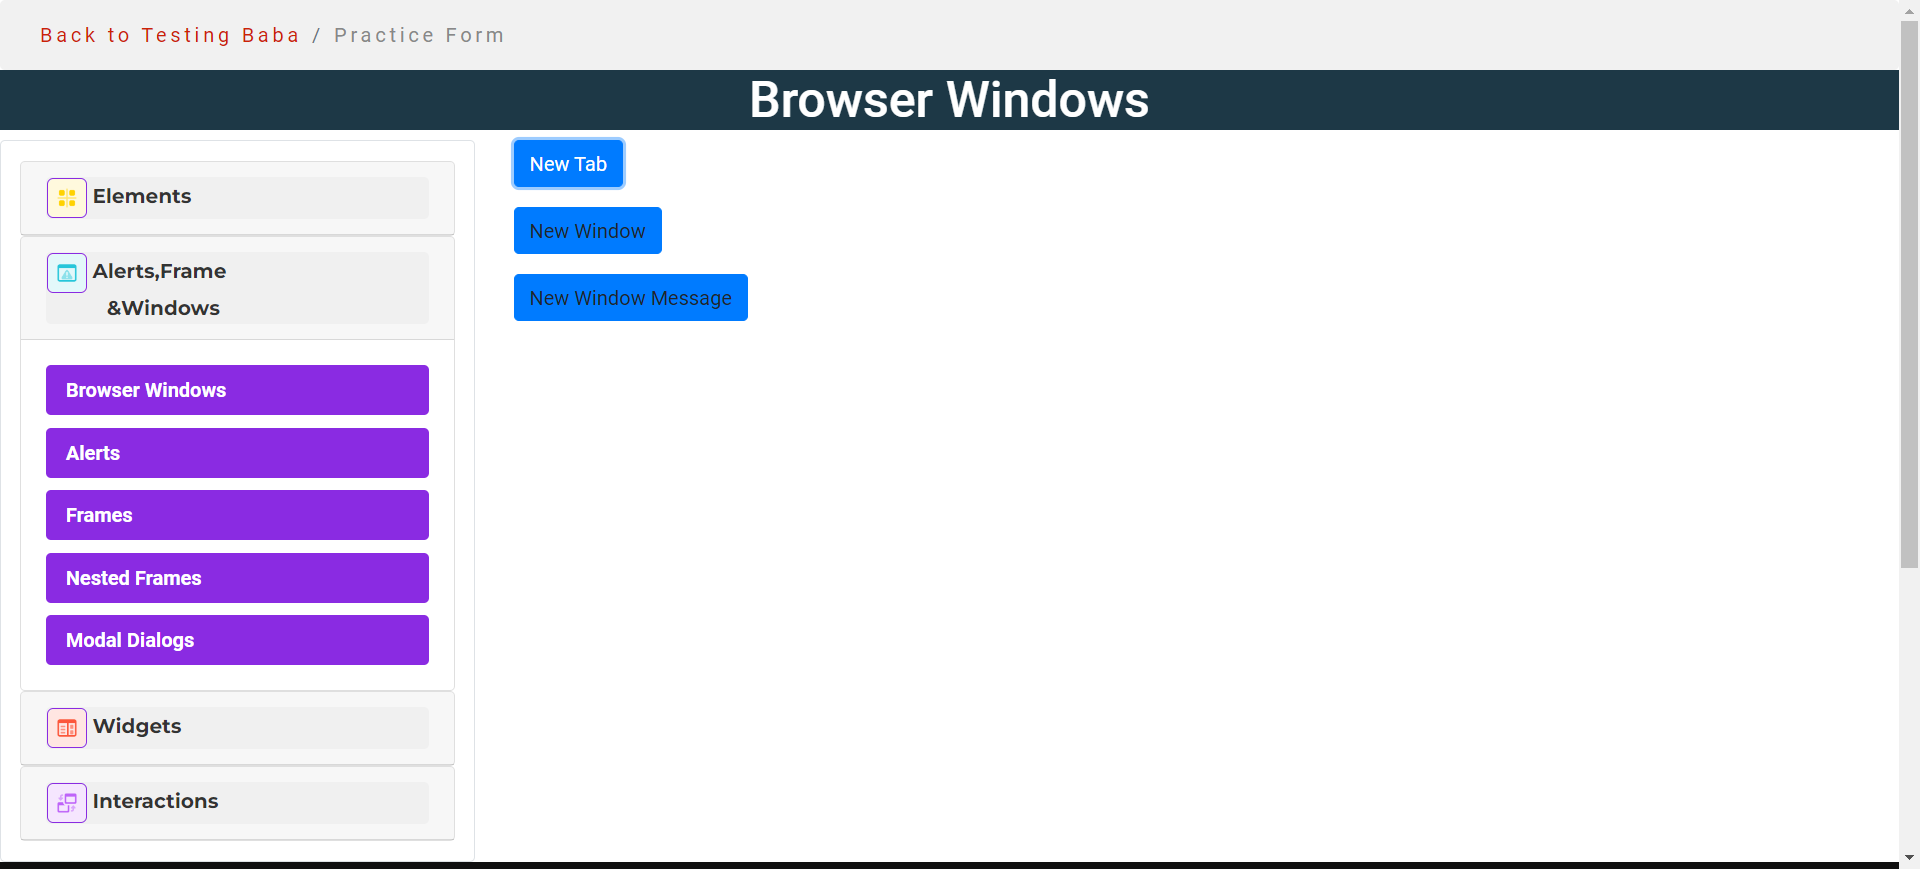 Back to Testing Baba / Practice Form
Browser Windows
Elements
Alerts,Frame
&Windows
Browser Windows
Alerts
Frames
Nested Frames
Modal Dialogs
Widgets
Interactions
New Tab
New Window
New Window Message